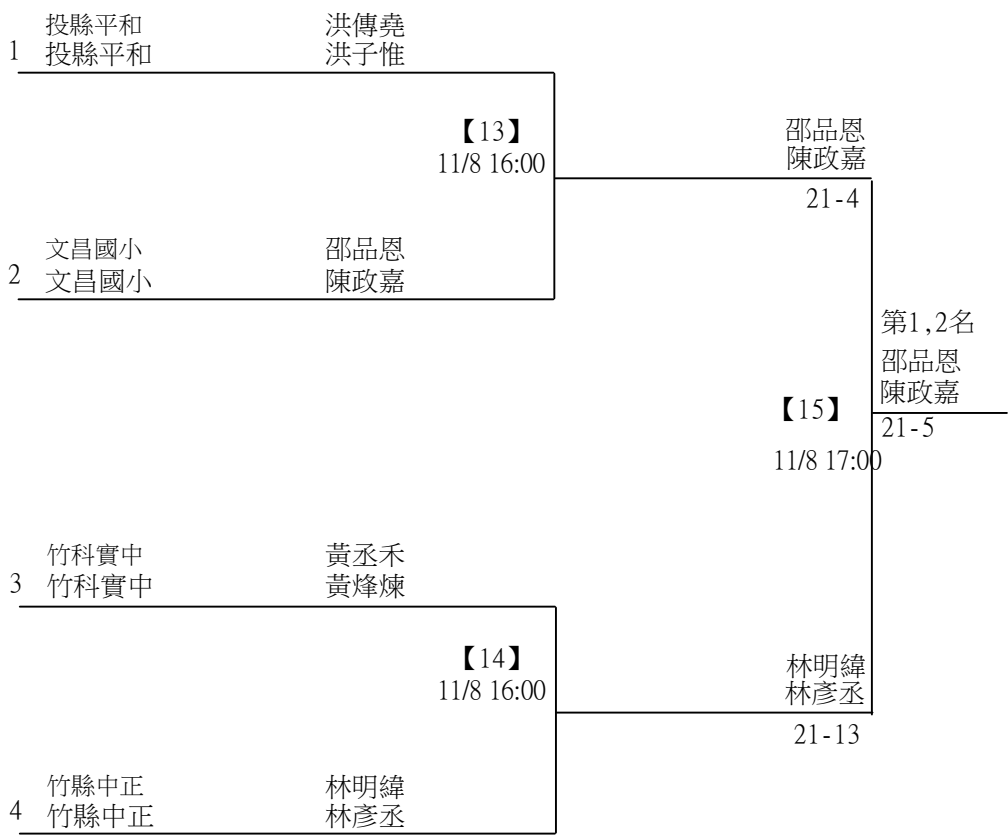 投縣平和 洪傳堯
1 投縣平和 洪子惟
【13】
11/8 16:00
邵品恩
陳政嘉
21-4
文昌國小 邵品恩
2 文昌國小 陳政嘉
第1,2名
邵品恩
陳政嘉
【15】
21-5
11/8 17:00
竹科實中 黃丞禾
3 竹科實中 黃烽煉
【14】
11/8 16:00
林明緯
林彥丞
21-13
竹縣中正 林明緯
4 竹縣中正 林彥丞